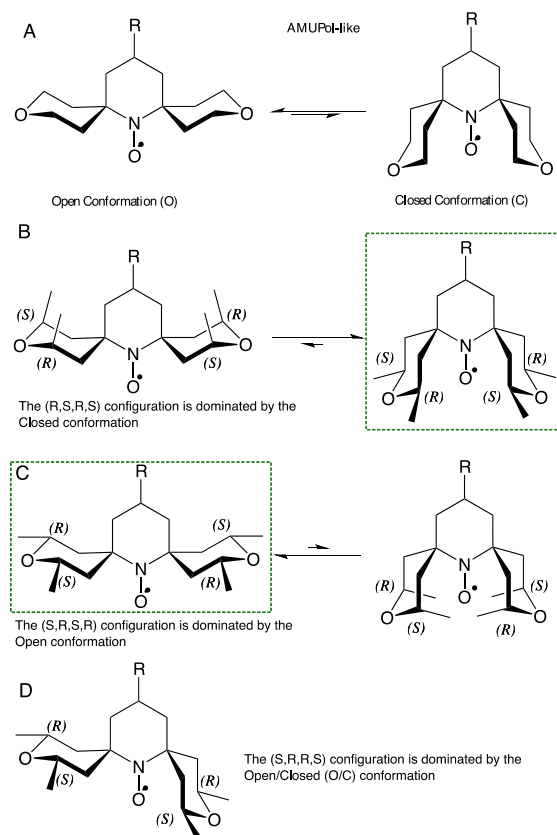 A
R
AMUPol-like
R
O
N
O
O•
N
O•
O
O
Open Conformation (O)
Closed Conformation (C)
B
R
R
(S)
(R)
O
N
O
(R)
O•
(S)
(S)
N
(R)
O•
O
(R)
(S)
O
The (R,S,R,S) configuration is dominated by the
Closed conformation
C
R
R
(R)
(S)
O
N
O
(S)
O•
(R)
N
(R)
O•
(S)
O
(S)
(R)
O
The (S,R,S,R) configuration is dominated by the
Open conformation
D
R
(R)
O
N
(S)
O•
(R)
(S)
O
The (S,R,R,S) configuration is dominated by the
Open/Closed (O/C) conformation